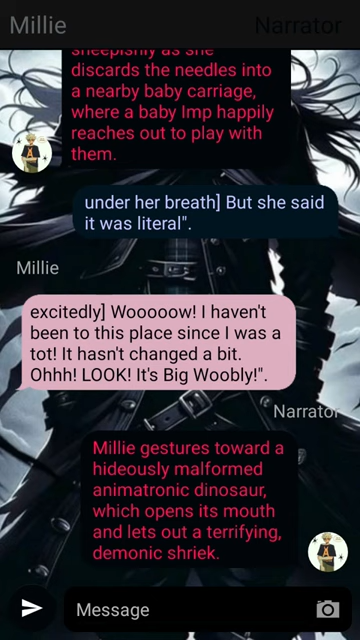 Millie
Narrator
sheepishly as she
discards the needles into
a nearby baby carriage,
where a baby Imp happily
reaches out to play with
them.
under her breath] But she said
it was literal".
Millie
excitedly] Wooooow! I haven't
been to this place since I was a
tot! It hasn't changed a bit.
Ohhh! LOOK! It's Big Woobly!".
Narrator
Millie gestures toward a
hideously malformed
animatronic dinosaur,
which opens its mouth
and lets out a terrifying,
demonic shriek.
Message